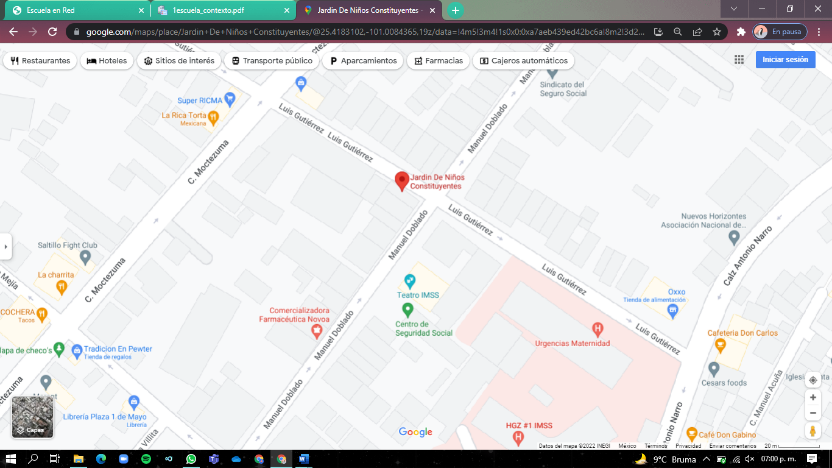 Escuela en Red
1escuela_contexto.pdf
Jardin De Niños Constituyentes -
google.com/maps/place/Jardin+De+Niños+Constituyentes/@25.4183102,-101.0084365,19z/data=!4m5!3m4!1s0x0:0xa7aeb439ed42bc6a!8m2!3d2...
En pausa
Restaurantes
Hoteles
Sitios de interés
Transporte público
Aparcamientos
Farmacias
Cajeros automáticos
Iniciar sesión
Sindicato del
Seguro Social
Super RICMA
La Rica Torta
Mexicana
Luis Gutiérrez
Luis Gutiérrez
Manuel Doblado
C. Moctezuma
Jardin De Niños
Constituyentes
Luis Gutiérrez
Manuel Doblado
Nuevos Horizontes
Asociación Nacional de...
Saltillo Fight Club
Calz Antonio Narro
La charrita
C. Moctezuma
Mejia
Luis Gutiérrez
Teatro IMSS
Oxxo
Tienda de alimentación
COCHERA
Tacos
Comercializadora
Farmacéutica Novoa
Centro de
Seguridad Social
Manuel Doblado
Urgencias Maternidad
Luis Gutiérrez
Cafetería Don Carlos
Tradicion En Pewter
Tienda de regalos
lapa de checo's
Cesars foods
C. Manuel Acuña
Manuel Doblado
Capas
Libreria Plaza 1 de Mayo
Librería
Villita
HGZ #1 IMSS
Google
Café Don Gabino
Datos del mapa ©2022 INEGI
México
Términos
Privacidad
Enviar comentarios
20 m
9°C Bruma
07:00 p. m.